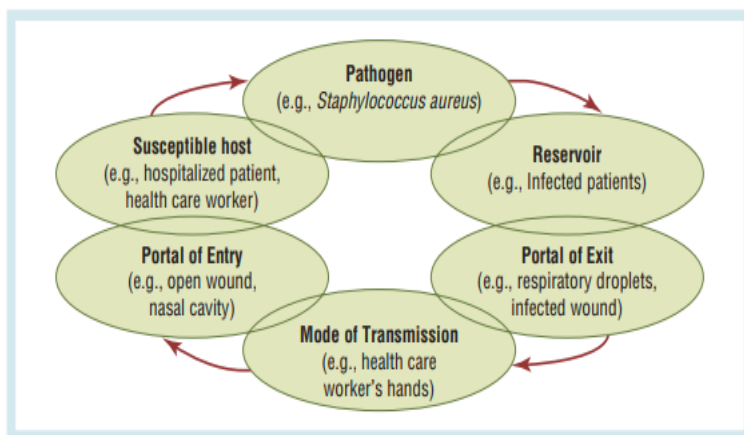 Pathogen
(e.g., Staphylococcus aureus)
Reservoir
(e.g., Infected patients)
Portal of Exit
(e.g., respiratory droplets,
infected wound)
Mode of Transmission
(e.g., health care
worker's hands)
Portal of Entry
(e.g., open wound,
nasal cavity)
Susceptible host
(e.g., hospitalized patient,
health care worker)